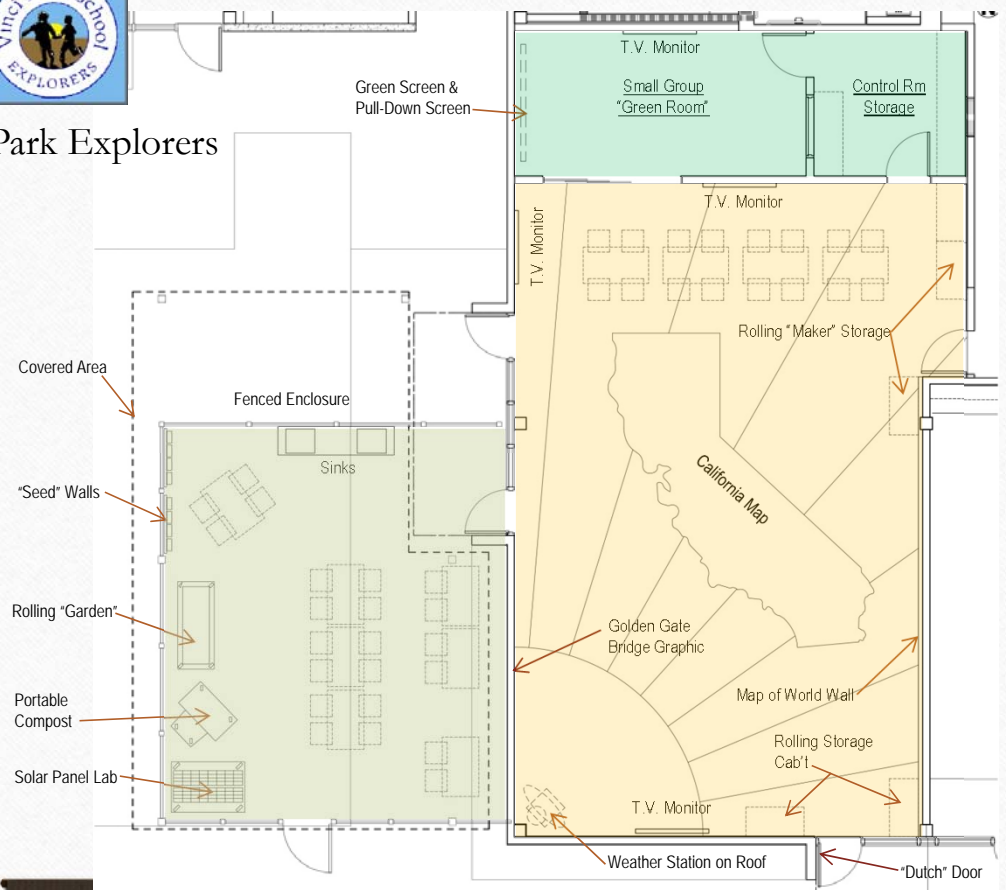 Vinci
School
EXPLORERS
Park Explorers
T.V. Monitor
Green Screen &
Pull-Down Screen
Small Group
"Green Room"
Control Rm
Storage
T.V. Monitor
T.V. Monitor
Rolling "Maker" Storage
Covered Area
Fenced Enclosure
Sinks
California Map
"Seed" Walls
Rolling "Garden"
Golden Gate
Bridge Graphic
Portable
Compost
Map of World Wall
Rolling Storage
Cab't
Solar Panel Lab
T.V. Monitor
Weather Station on Roof
"Dutch" Door